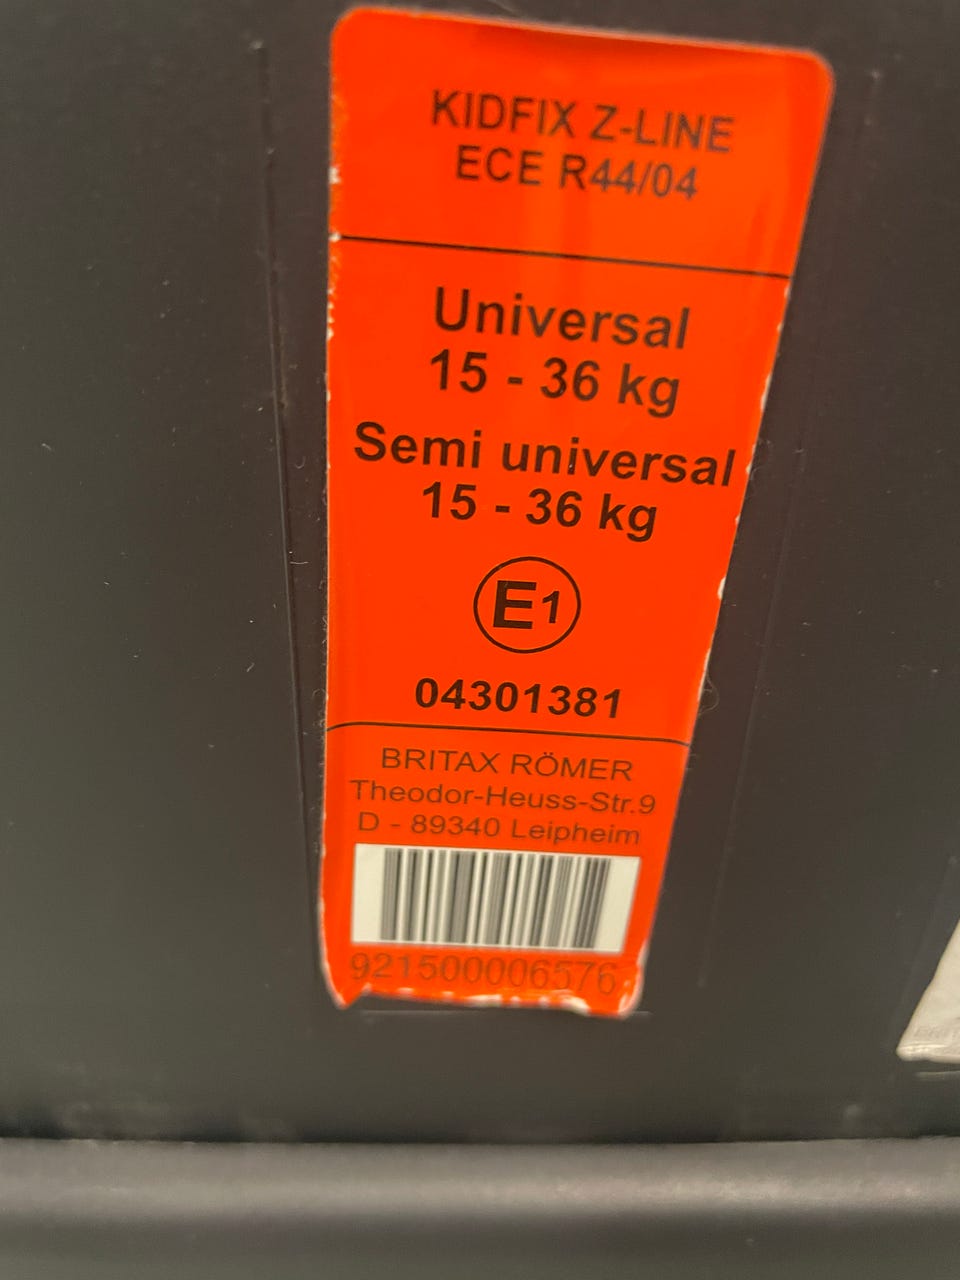 KIDFIX Z-LINE
ECE R44/04
Universal
15 - 36 kg
Semi universal
15 - 36 kg
E1
04301381
BRITAX RÖMER
Theodor-Heuss-Str.9
D - 89340 Leipheim
921500006576